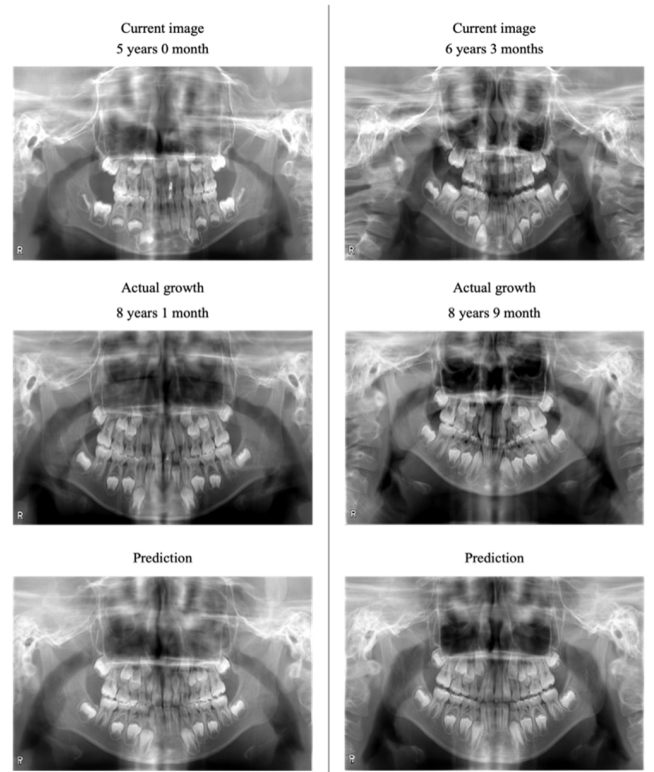 Current image
5 years 0 month
R
Actual growth
8 years 1 month
R
Prediction
R
Current image
6 years 3 months
R
Actual growth
8 years 9 month
R
Prediction
R